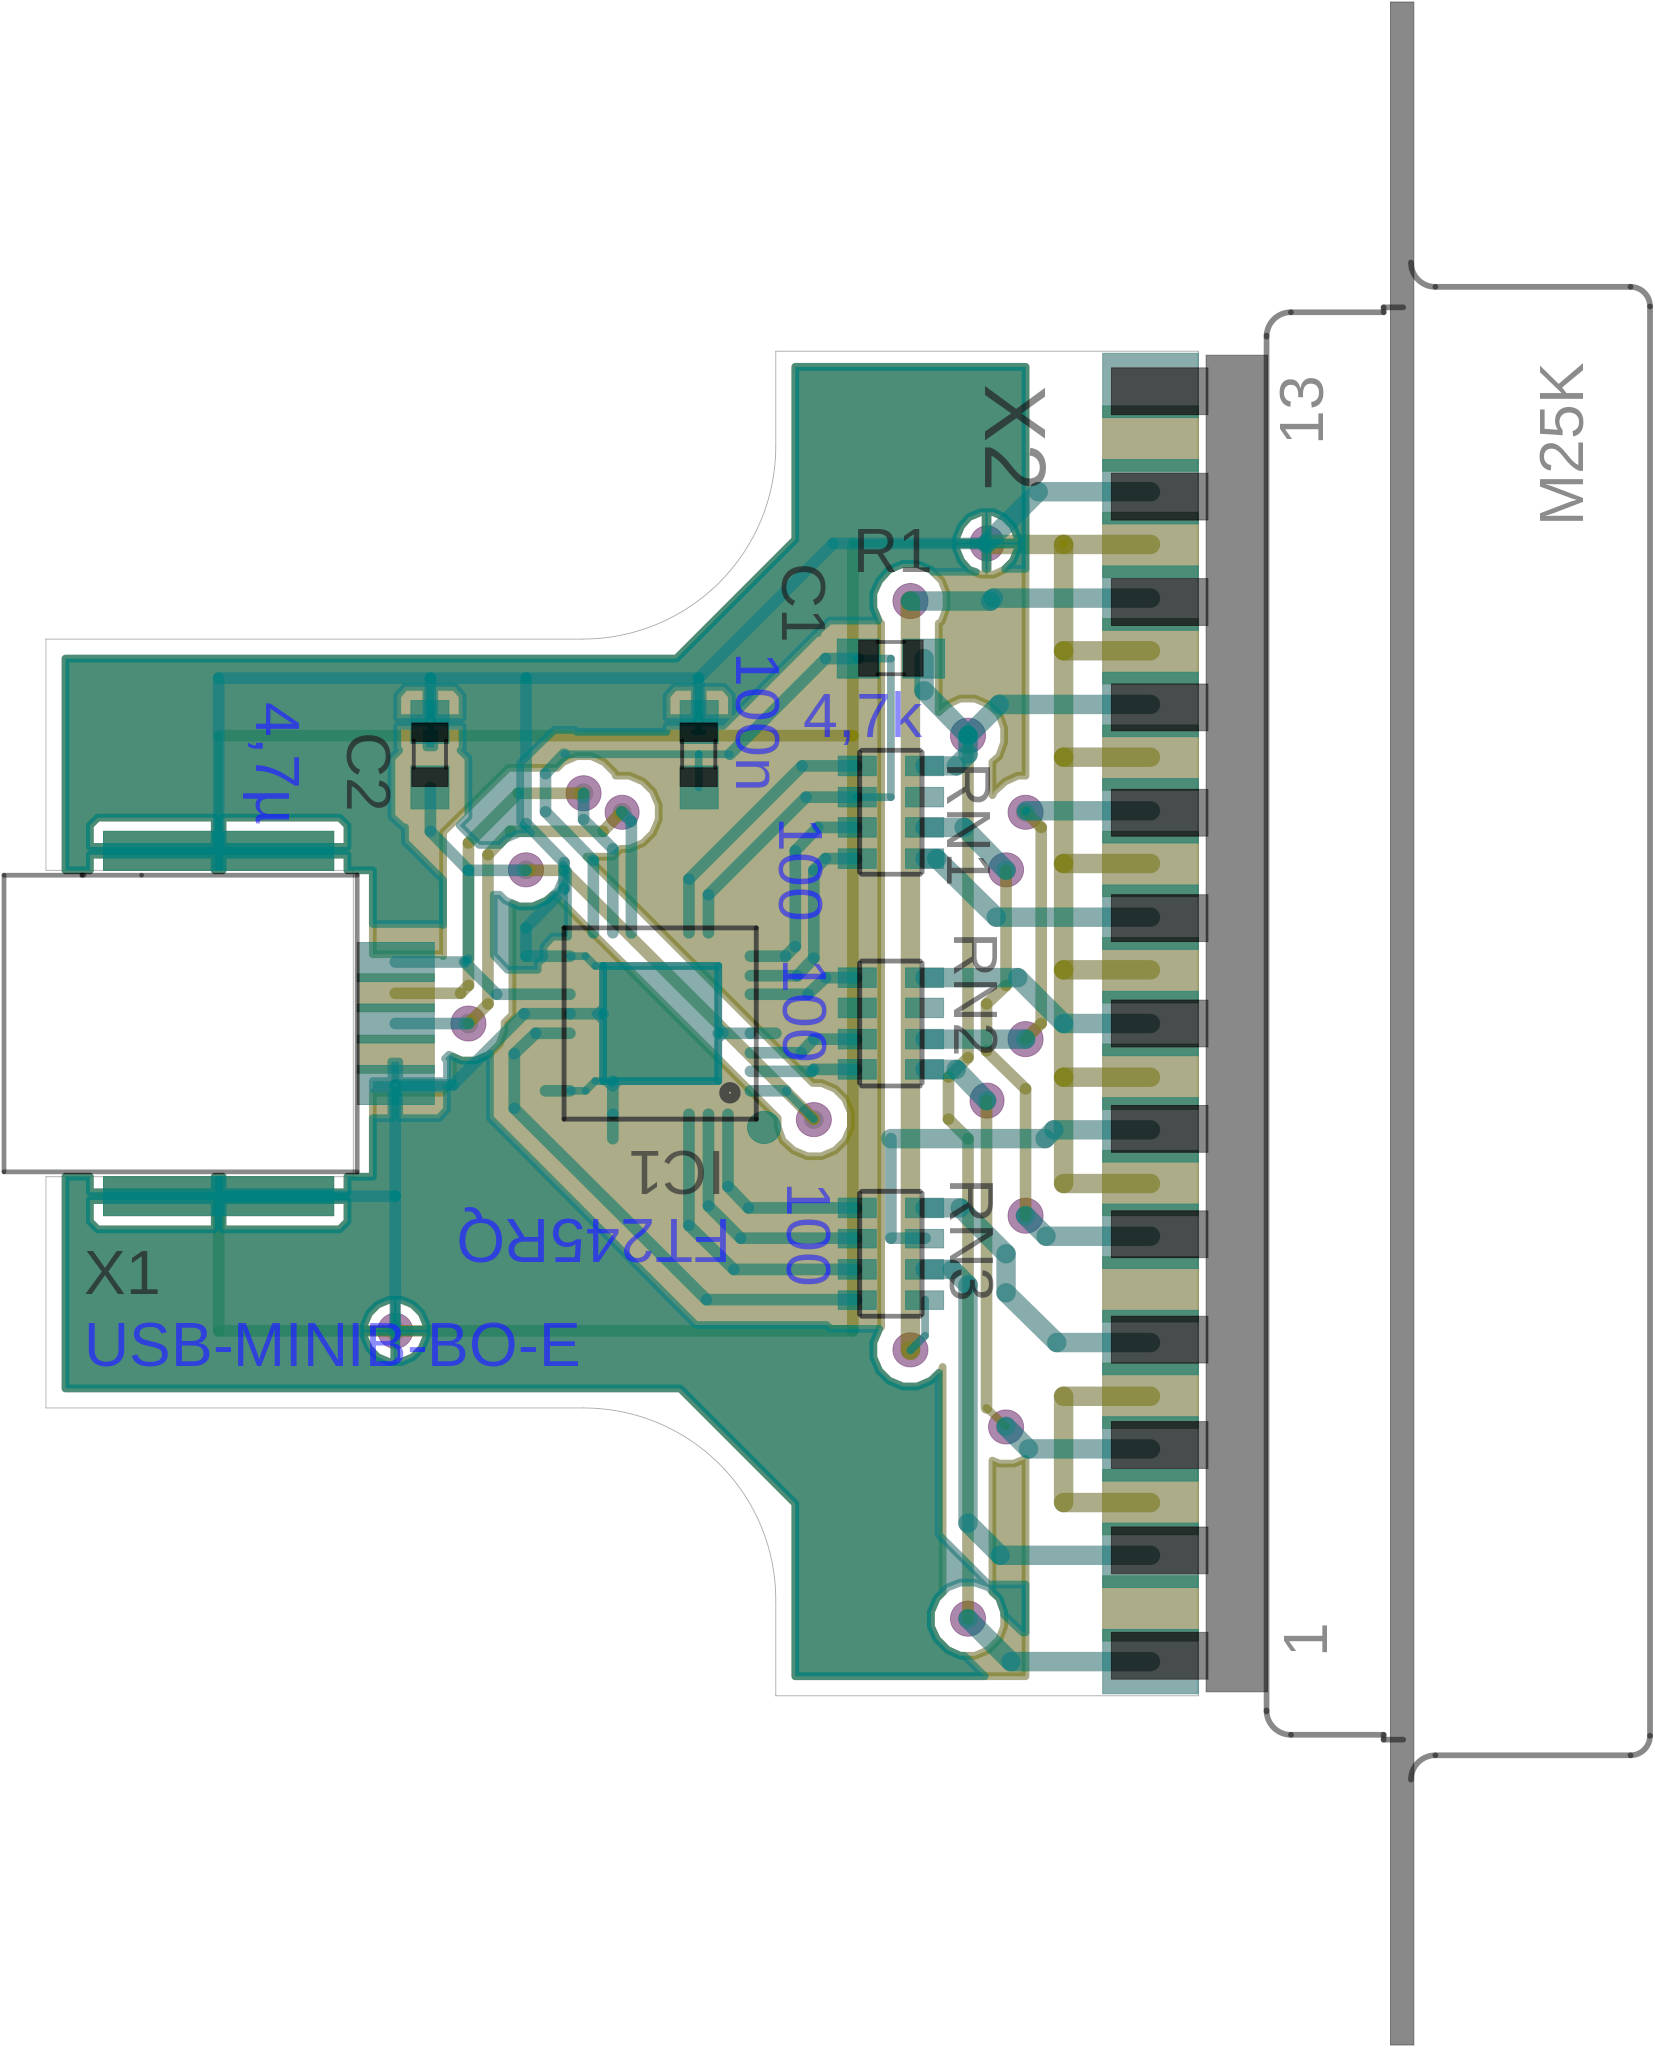 13
M25K
X2
R1
C1
100n
4,7k
4,7µ
C2
RN1
100
RN2
100
IC1
FT245RQ
RN3
100
X1
USB-MINIB-BO-E
1